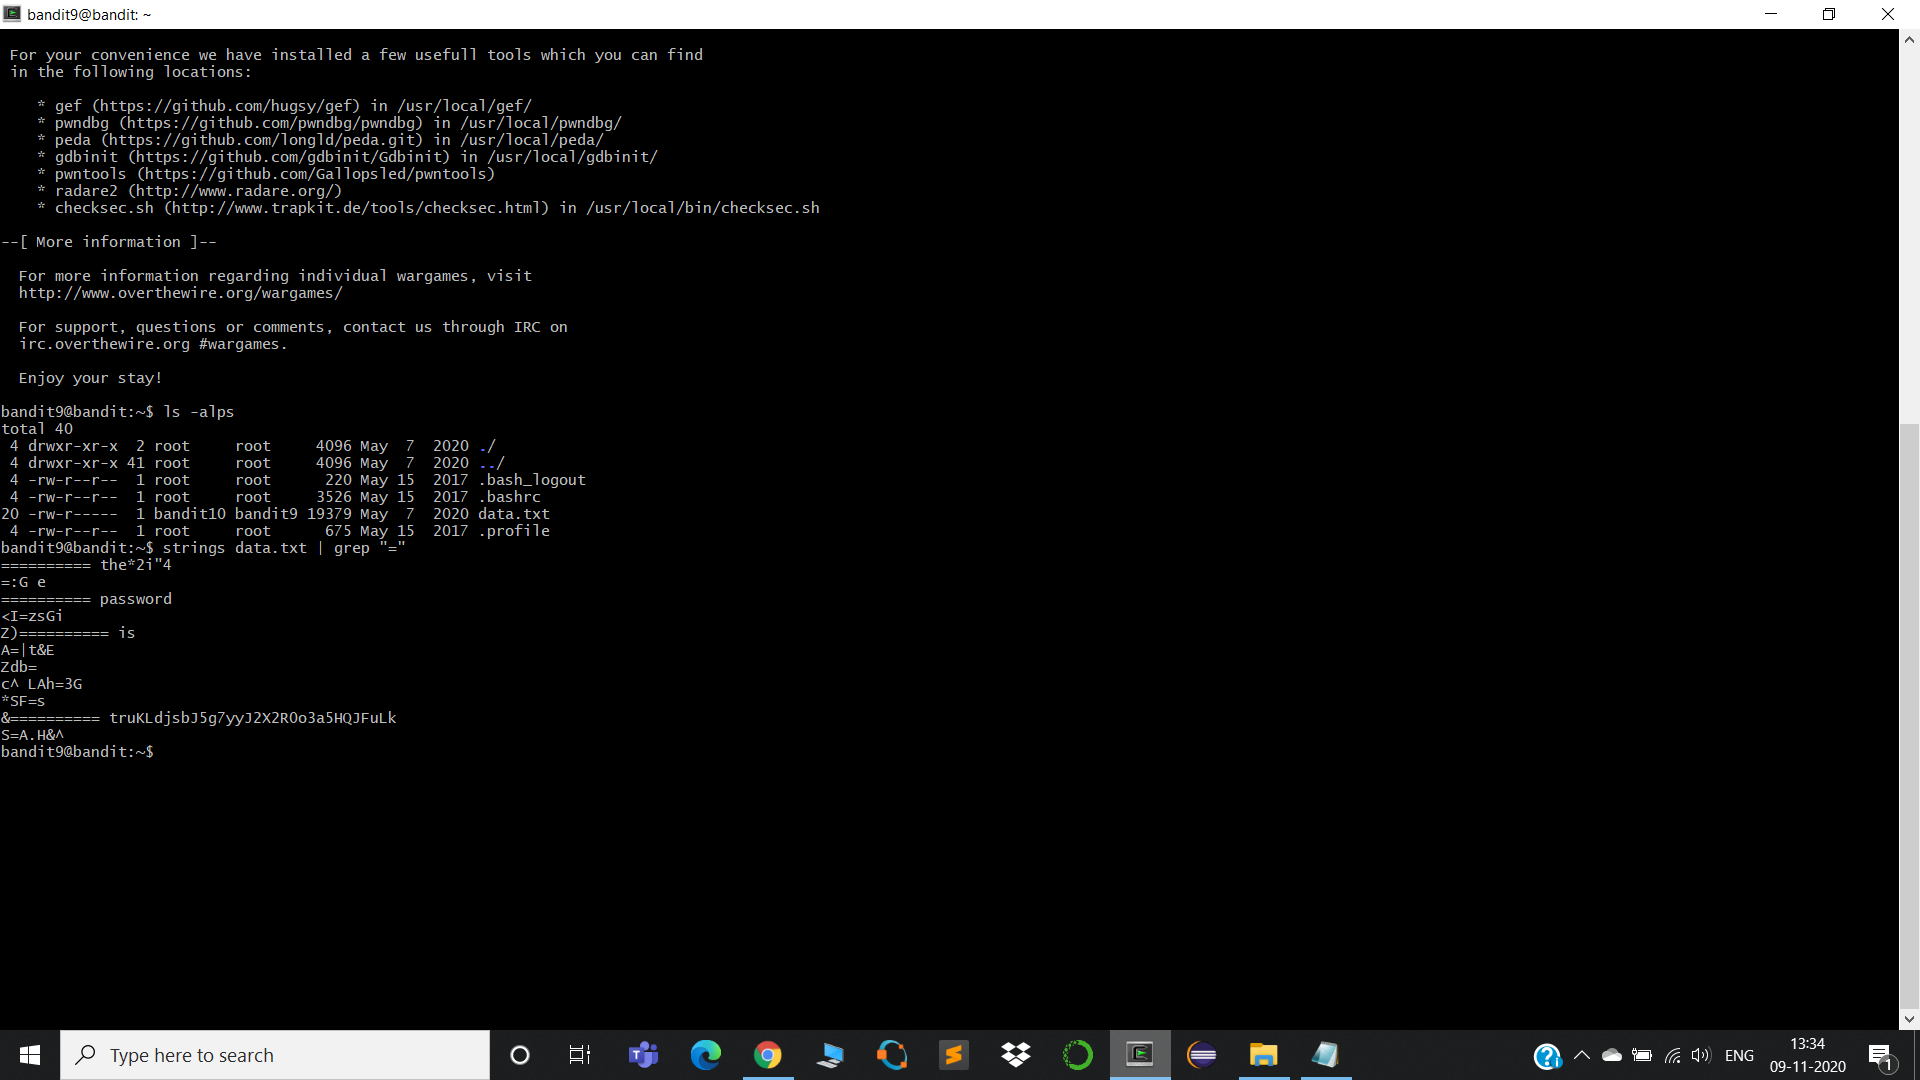 bandit9@bandit: ~
For your convenience we have installed a few usefull tools which you can find
in the following locations:
* gef (https://github.com/hugsy/gef) in /usr/local/gef/
* pwndbg (https://github.com/pwndbg/pwndbg) in /usr/local/pwndbg/
* peda (https://github.com/longld/peda.git) in /usr/local/peda/
* gdbinit (https://github.com/gdbinit/Gdbinit) in /usr/local/gdbinit/
* pwntools (https://github.com/Gallopsled/pwntools)
* radare2 (http://www.radare.org/)
* checksec.sh (http://www.trapkit.de/tools/checksec.html) in /usr/local/bin/checksec.sh
--[ More information ]--
For more information regarding individual wargames, visit
http://www.overthewire.org/wargames/
For support, questions or comments, contact us through IRC on
irc.overthewire.org #wargames.
Enjoy your stay!
bandit9@bandit:~$ ls -alps
total 40
4 drwxr-xr-x  2 root     root     4096 May  7  2020 ./
4 drwxr-xr-x 41 root     root     4096 May  7  2020 ../
4 -rw-r--r--  1 root     root      220 May 15  2017 .bash_logout
4 -rw-r--r--  1 root     root     3526 May 15  2017 .bashrc
20 -rw-r-----  1 bandit10 bandit9 19379 May  7  2020 data.txt
4 -rw-r--r--  1 root     root      675 May 15  2017 .profile
bandit9@bandit:~$ strings data.txt | grep "="
========== the*2i"4
=:G e
========== password
<I=zsGi
Z)========== is
A=|t&E
Zdb=
c^ LAh=3G
*SF=s
&========== truKLdjsbJ5g7yyJ2X2R0o3a5HQJFuLk
S=A.H&^
bandit9@bandit:~$
Type here to search
ENG
13:34
09-11-2020
1